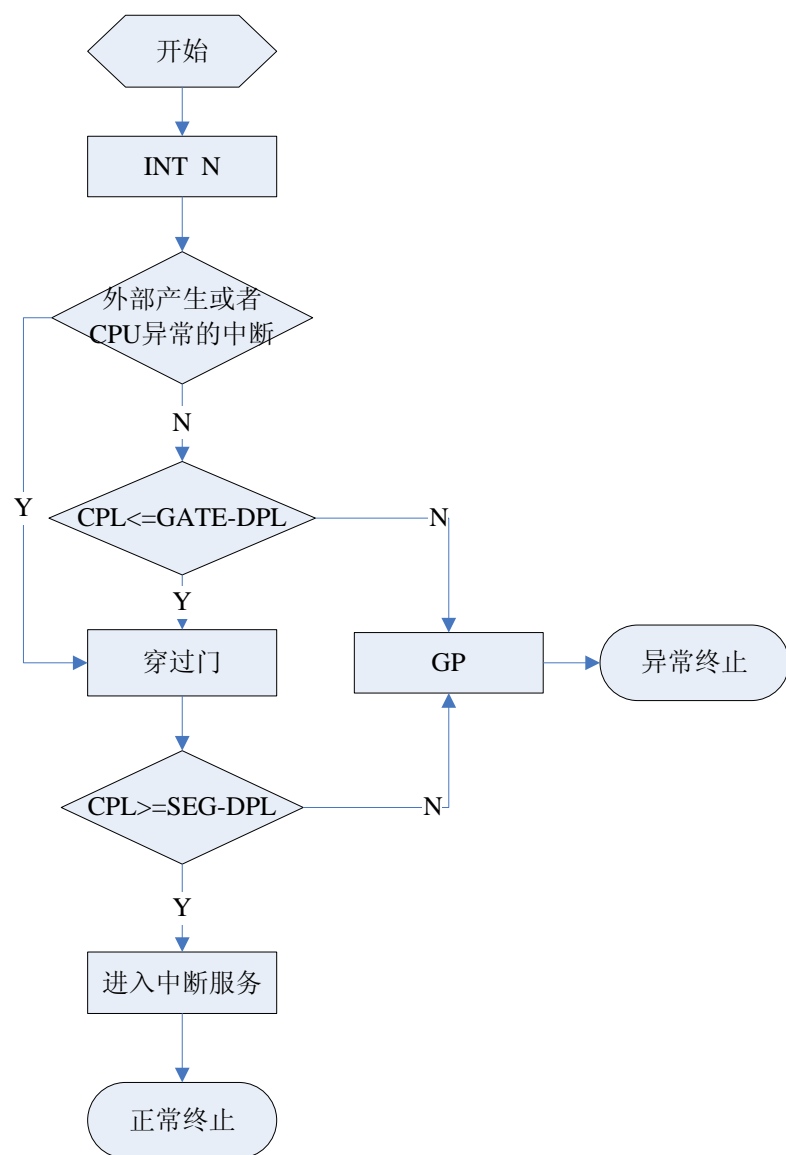 开始
INT N
外部产生或者
CPU异常的中断
N
Y
CPL<=GATE-DPL
N
Y
穿过门
GP
异常终止
CPL>=SEG-DPL
N
Y
进入中断服务
正常终止